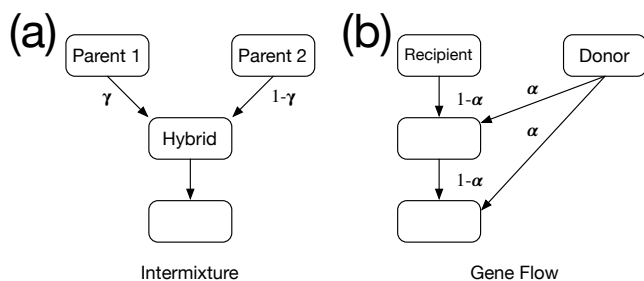 (a)
Parent 1
Parent 2
γ
1-γ
Hybrid
Intermixture
(b)
Recipient
Donor
1-α
α
α
1-α
Gene Flow